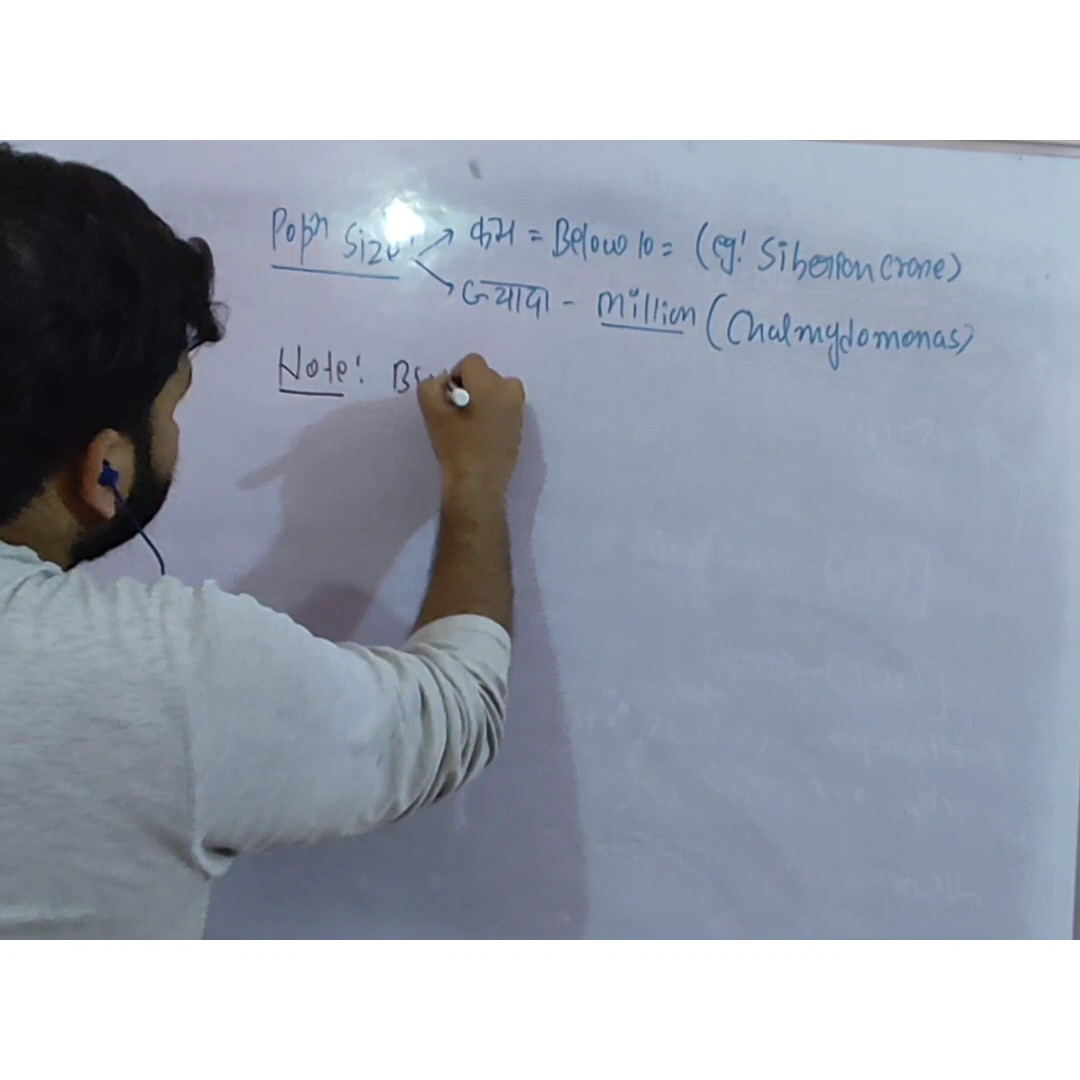 Popn Size → कम = Below 10 = (eg! Siberian crane)
→ ज्यादा - million (Chalmydomonas)
Note: